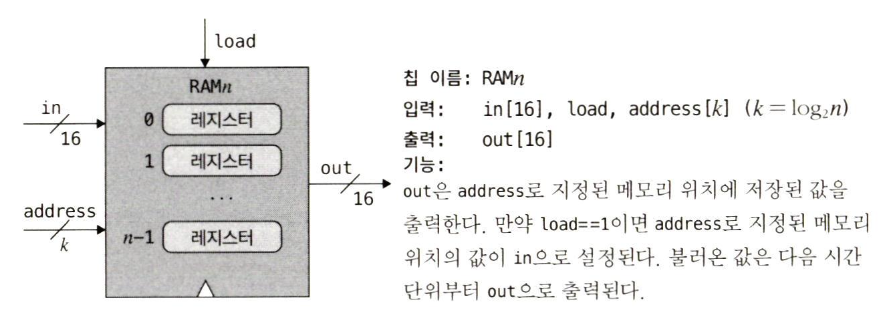 load
RAMn
in
16
0 레지스터
1 레지스터
...
n-1 레지스터
address
k
out
16
칩 이름: RAMn
입력: in[16], load, address[k] (k=log₂n)
출력: out[16]
기능:
out은 address로 지정된 메모리 위치에 저장된 값을
출력한다. 만약 load==1이면 address로 지정된 메모리
위치의 값이 in으로 설정된다. 불러온 값은 다음 시간
단위부터 out으로 출력된다.